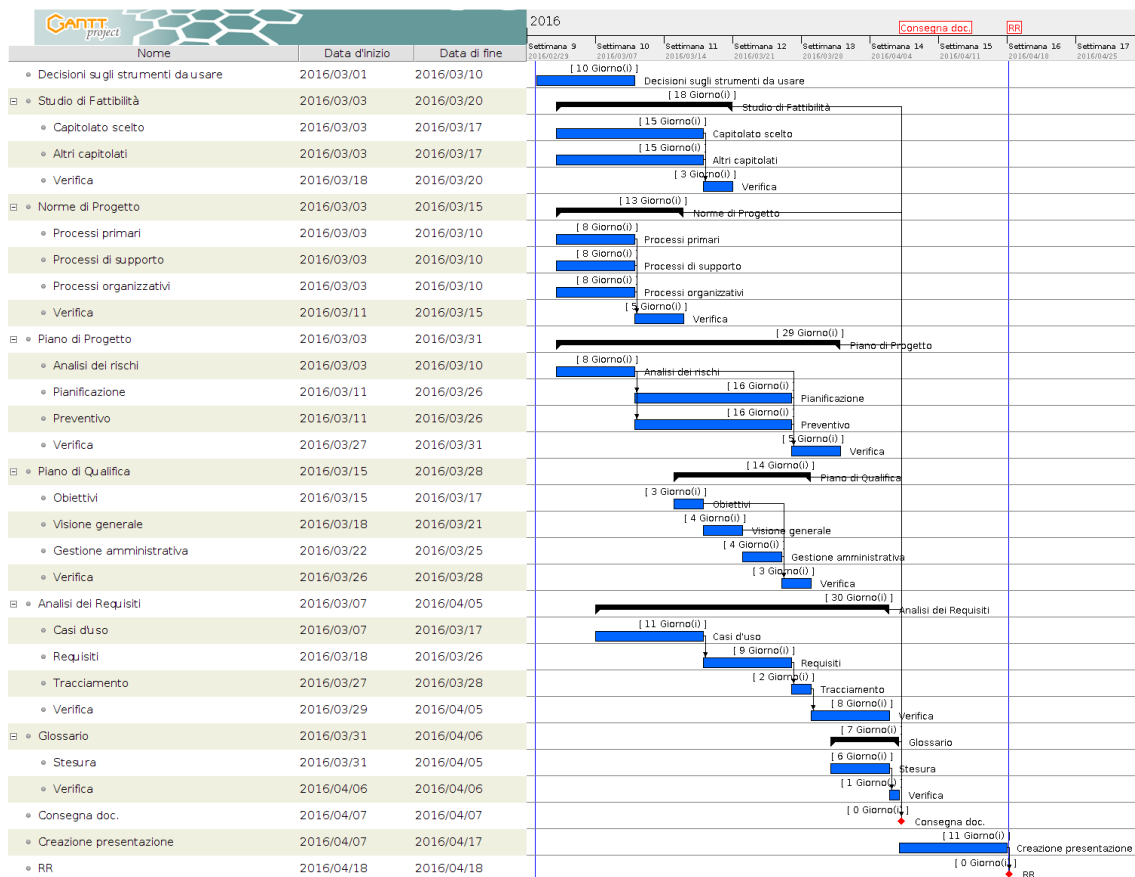 GANTT project
2016
Consegna doc. RR
Nome Data d'inizio Data di fine
Settimana 9 Settimana 10 Settimana 11 Settimana 12 Settimana 13 Settimana 14 Settimana 15 Settimana 16 Settimana 17
2016/02/29 2016/03/07 2016/03/14 2016/03/21 2016/03/28 2016/04/04 2016/04/11 2016/04/18 2016/04/25
Decisioni sugli strumenti da usare 2016/03/01 2016/03/10 [ 10 Giorno(i) ] Decisioni sugli strumenti da usare
Studio di Fattibilità 2016/03/03 2016/03/20 [ 18 Giorno(i) ] Studio di Fattibilità
Capitolato scelto 2016/03/03 2016/03/17 [ 15 Giorno(i) ] Capitolato scelto
Altri capitolati 2016/03/03 2016/03/17 [ 15 Giorno(i) ] Altri capitolati
Verifica 2016/03/18 2016/03/20 [ 3 Giorno(i) ] Verifica
Norme di Progetto 2016/03/03 2016/03/15 [ 13 Giorno(i) ] Norme di Progetto
Processi primari 2016/03/03 2016/03/10 [ 8 Giorno(i) ] Processi primari
Processi di supporto 2016/03/03 2016/03/10 [ 8 Giorno(i) ] Processi di supporto
Processi organizzativi 2016/03/03 2016/03/10 [ 8 Giorno(i) ] Processi organizzativi
Verifica 2016/03/11 2016/03/15 [ 5 Giorno(i) ] Verifica
Piano di Progetto 2016/03/03 2016/03/31 [ 29 Giorno(i) ] Piano di Progetto
Analisi dei rischi 2016/03/03 2016/03/10 [ 8 Giorno(i) ] Analisi dei rischi
Pianificazione 2016/03/11 2016/03/26 [ 16 Giorno(i) ] Pianificazione
Preventivo 2016/03/11 2016/03/26 [ 16 Giorno(i) ] Preventivo
Verifica 2016/03/27 2016/03/31 [ 5 Giorno(i) ] Verifica
Piano di Qualifica 2016/03/15 2016/03/28 [ 14 Giorno(i) ] Piano di Qualifica
Obiettivi 2016/03/15 2016/03/17 [ 3 Giorno(i) ] Obiettivi
Visione generale 2016/03/18 2016/03/21 [ 4 Giorno(i) ] Visione generale
Gestione amministrativa 2016/03/22 2016/03/25 [ 4 Giorno(i) ] Gestione amministrativa
Verifica 2016/03/26 2016/03/28 [ 3 Giorno(i) ] Verifica
Analisi dei Requisiti 2016/03/07 2016/04/05 [ 30 Giorno(i) ] Analisi dei Requisiti
Casi d'uso 2016/03/07 2016/03/17 [ 11 Giorno(i) ] Casi d'uso
Requisiti 2016/03/18 2016/03/26 [ 9 Giorno(i) ] Requisiti
Tracciamento 2016/03/27 2016/03/28 [ 2 Giorno(i) ] Tracciamento
Verifica 2016/03/29 2016/04/05 [ 8 Giorno(i) ] Verifica
Glossario 2016/03/31 2016/04/06 [ 7 Giorno(i) ] Glossario
Stesura 2016/03/31 2016/04/05 [ 6 Giorno(i) ] Stesura
Verifica 2016/04/06 2016/04/06 [ 1 Giorno(i) ] Verifica
Consegna doc. 2016/04/07 2016/04/07 [ 0 Giorno(i) ] Consegna doc.
Creazione presentazione 2016/04/07 2016/04/17 [ 11 Giorno(i) ] Creazione presentazione
RR 2016/04/18 2016/04/18 [ 0 Giorno(i) ] RR